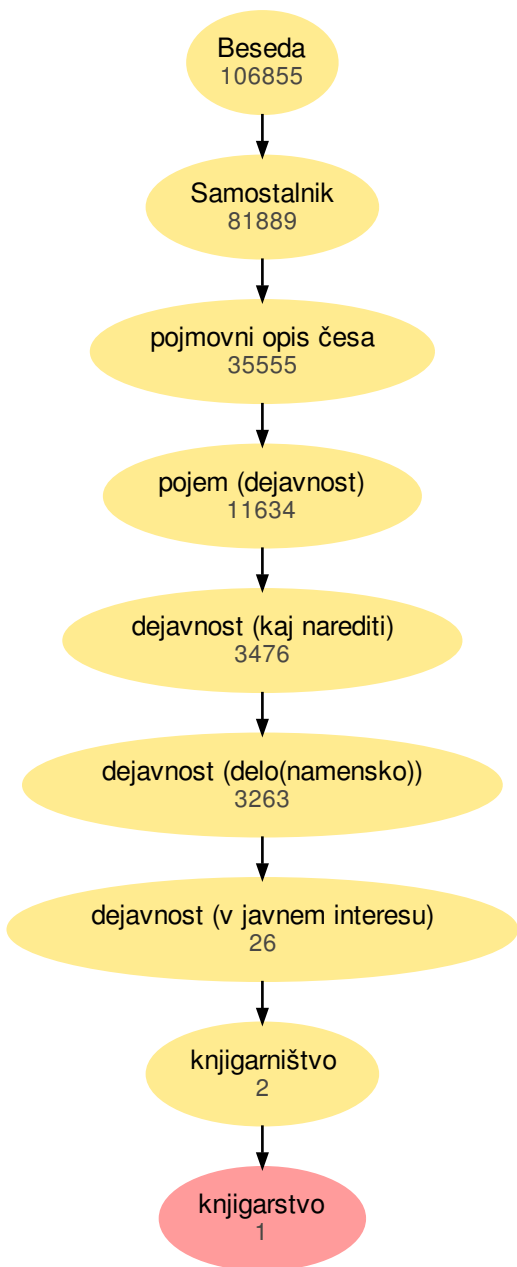 Beseda
106855
Samostalnik
81889
pojmovni opis česa
35555
pojem (dejavnost)
11634
dejavnost (kaj narediti)
3476
dejavnost (delo(namensko))
3263
dejavnost (v javnem interesu)
26
knjigarništvo
2
knjigarstvo
1